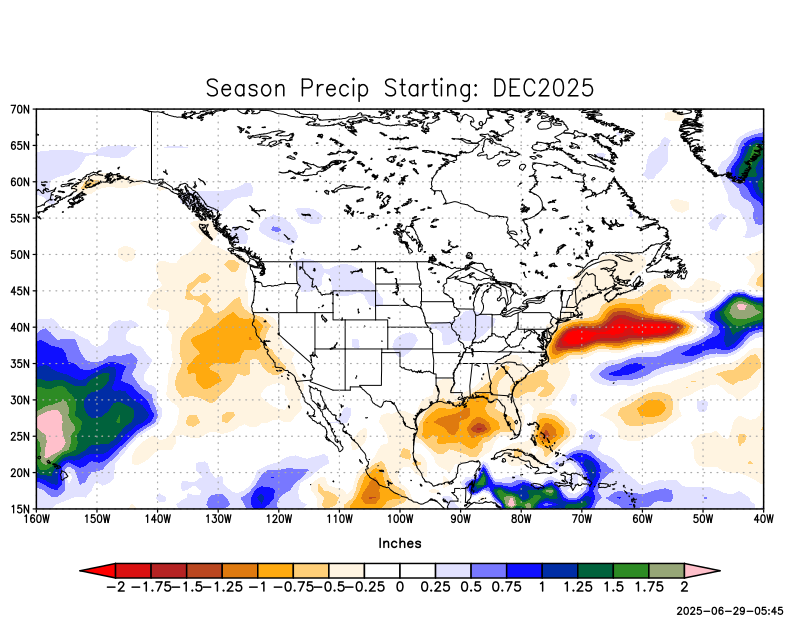 Season Precip Starting: DEC2025
70N
65N
60N
55N
50N
45N
40N
35N
30N
25N
20N
15N
160W 150W 140W 130W 120W 110W 100W 90W 80W 70W 60W 50W 40W
Inches
−2 −1.75 −1.5 −1.25 −1 −0.75 −0.5 −0.25 0 0.25 0.5 0.75 1 1.25 1.5 1.75 2
2025-06-29-05:45